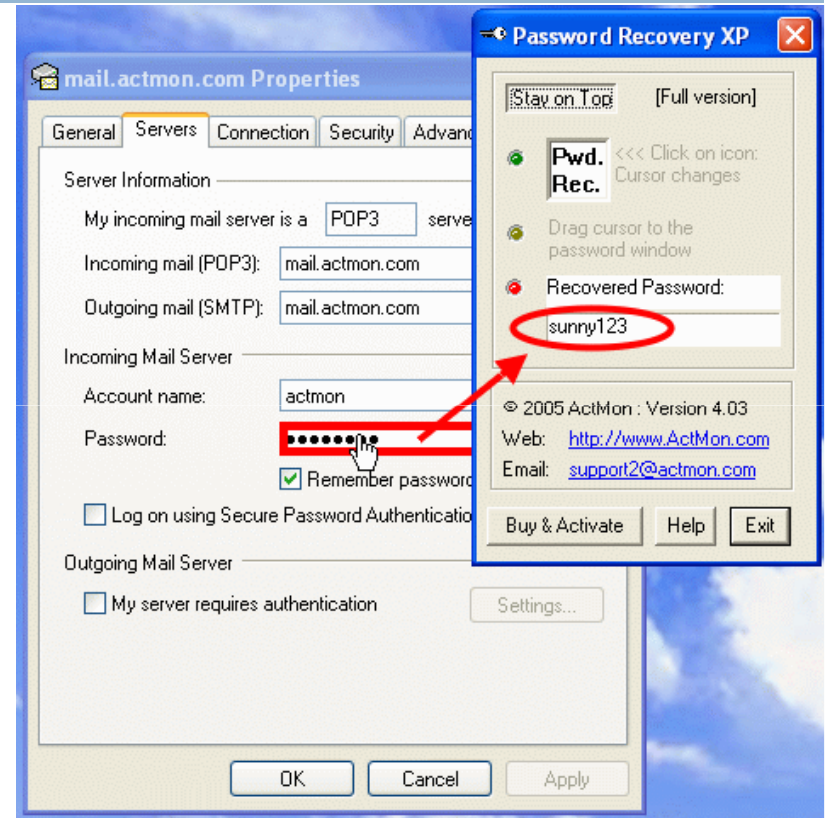 mail.actmon.com Properties
General Servers Connection Security Advanc
Server Information
My incoming mail server is a POP3 serve
Incoming mail (POP3): mail.actmon.com
Outgoing mail (SMTP): mail.actmon.com
Incoming Mail Server
Account name: actmon
Password: ●●●●●●●●
Remember password
Log on using Secure Password Authenticatio
Outgoing Mail Server
My server requires authentication Settings...
OK Cancel Apply
Password Recovery XP
Stay on Top [Full version]
Pwd. Rec.
<<< Click on icon:
Cursor changes
Drag cursor to the
password window
Recovered Password:
sunny123
© 2005 ActMon : Version 4.03
Web: http://www.ActMon.com
Email: support2@actmon.com
Buy & Activate Help Exit